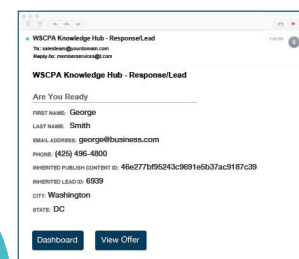 WSCPA Knowledge Hub - Response/Lead
To: salesteam@yourdomain.com
Reply to: memberservices@t.com
WSCPA Knowledge Hub - Response/Lead
Are You Ready
FIRST NAME: George
LAST NAME: Smith
EMAIL ADDRESS: george@business.com
PHONE: (425) 496-4800
INHERITED PUBLISH CONTENT ID: 46e277bf95243c9691e5b37ac9187c39
INHERITED LEAD ID: 6939
CITY: Washington
STATE: DC
Dashboard View Offer